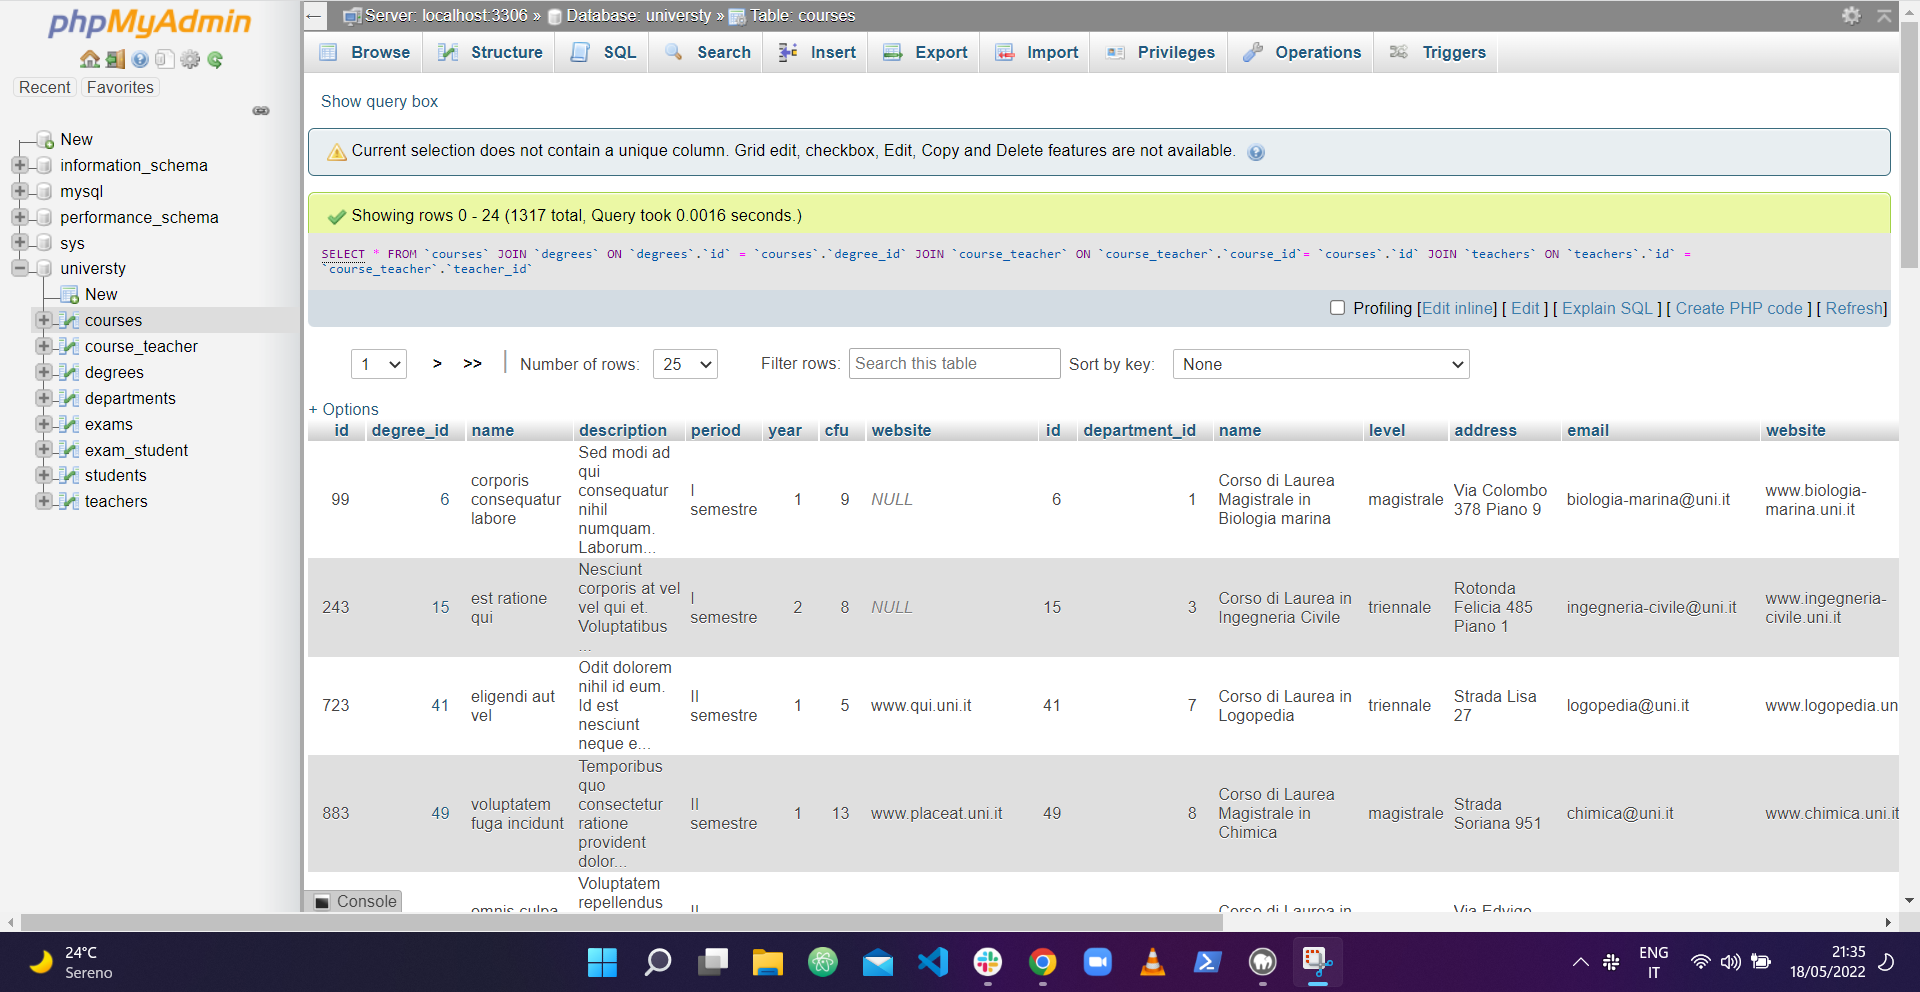 phpMyAdmin
Recent Favorites
New
information_schema
mysql
performance_schema
sys
universty
New
courses
course_teacher
degrees
departments
exams
exam_student
students
teachers
Server: localhost:3306 » Database: universty » Table: courses
Browse Structure SQL Search Insert Export Import Privileges Operations Triggers
Show query box
Current selection does not contain a unique column. Grid edit, checkbox, Edit, Copy and Delete features are not available.
Showing rows 0 - 24 (1317 total, Query took 0.0016 seconds.)
SELECT * FROM `courses` JOIN `degrees` ON `degrees`.`id` = `courses`.`degree_id` JOIN `course_teacher` ON `course_teacher`.`course_id`= `courses`.`id` JOIN `teachers` ON `teachers`.`id` =
`course_teacher`.`teacher_id`
Profiling [Edit inline] [ Edit ] [ Explain SQL ] [ Create PHP code ] [ Refresh]
1 > >> | Number of rows: 25 Filter rows: Search this table Sort by key: None
+ Options
id degree_id name description period year cfu website id department_id name level address email website
99 6 corporis consequatur labore Sed modi ad qui consequatur nihil numquam. Laborum... I semestre 1 9 NULL 6 1 Corso di Laurea Magistrale in Biologia marina magistrale Via Colombo 378 Piano 9 biologia-marina@uni.it www.biologia-marina.uni.it
243 15 est ratione qui Nesciunt corporis at vel vel qui et. Voluptatibus ... I semestre 2 8 NULL 15 3 Corso di Laurea in Ingegneria Civile triennale Rotonda Felicia 485 Piano 1 ingegneria-civile@uni.it www.ingegneria-civile.uni.it
723 41 eligendi aut vel Odit dolorem nihil id eum. Id est nesciunt neque e... II semestre 1 5 www.qui.uni.it 41 7 Corso di Laurea in Logopedia triennale Strada Lisa 27 logopedia@uni.it www.logopedia.un
883 49 voluptatem fuga incidunt Temporibus quo consectetur ratione provident dolor... II semestre 1 13 www.placeat.uni.it 49 8 Corso di Laurea Magistrale in Chimica magistrale Strada Soriana 951 chimica@uni.it www.chimica.uni.it
omnis culpa Voluptatem repellendus II Corso di Laurea in Via Edvige
Console
24°C
Sereno
ENG
IT
21:35
18/05/2022